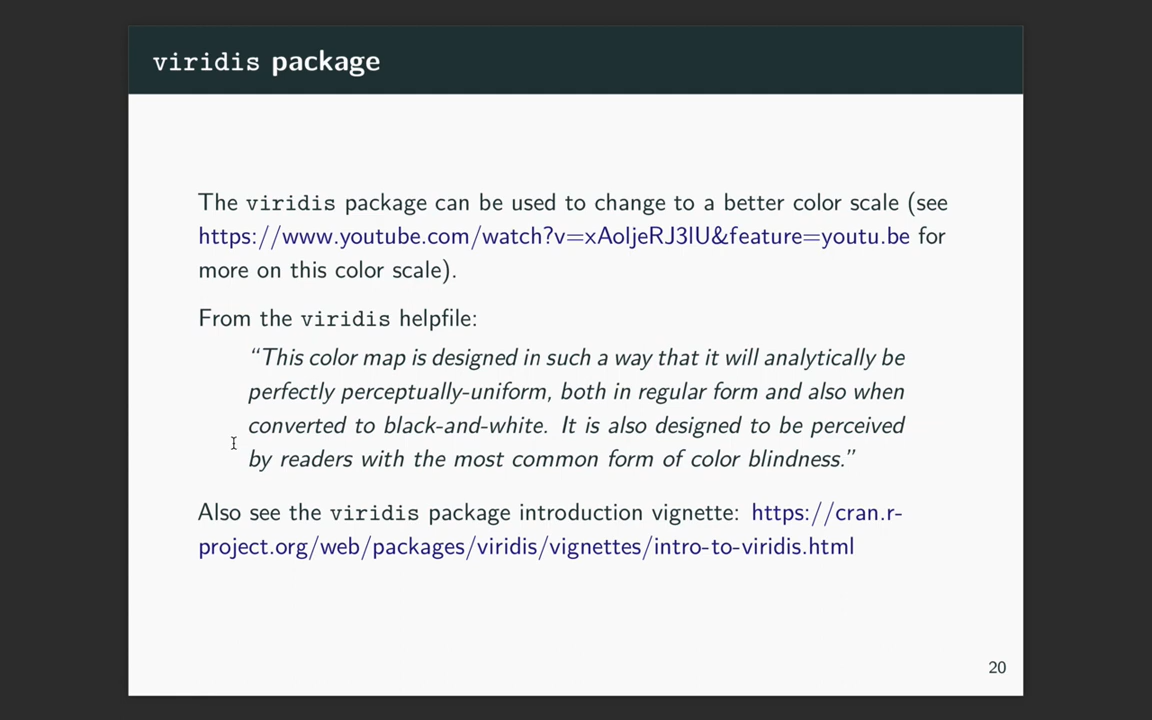 viridis package
The viridis package can be used to change to a better color scale (see
https://www.youtube.com/watch?v=xAoljeRJ3lU&feature=youtu.be for
more on this color scale).
From the viridis helpfile:
“This color map is designed in such a way that it will analytically be
perfectly perceptually-uniform, both in regular form and also when
converted to black-and-white. It is also designed to be perceived
by readers with the most common form of color blindness.”
Also see the viridis package introduction vignette: https://cran.r-
project.org/web/packages/viridis/vignettes/intro-to-viridis.html
20